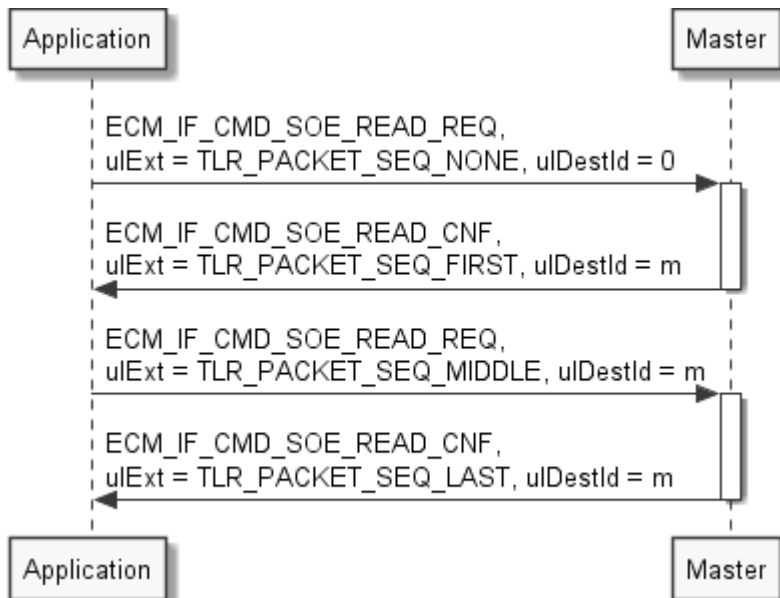 Application Master
ECM_IF_CMD_SOE_READ_REQ,
ulExt = TLR_PACKET_SEQ_NONE, ulDestId = 0
ECM_IF_CMD_SOE_READ_CNF,
ulExt = TLR_PACKET_SEQ_FIRST, ulDestId = m
ECM_IF_CMD_SOE_READ_REQ,
ulExt = TLR_PACKET_SEQ_MIDDLE, ulDestId = m
ECM_IF_CMD_SOE_READ_CNF,
ulExt = TLR_PACKET_SEQ_LAST, ulDestId = m
Application Master